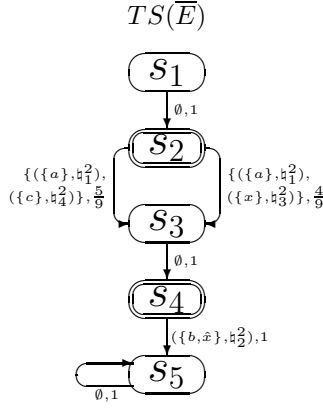 TS(E̅)
s₁
∅,1
s₂
{({a},♮²₁), {({a},♮²₁),
({c},♮²₄)},5/9 ({x},♮²₃)},4/9
s₃
∅,1
s₄
({b,x̂},♮²₂),1
s₅
∅,1